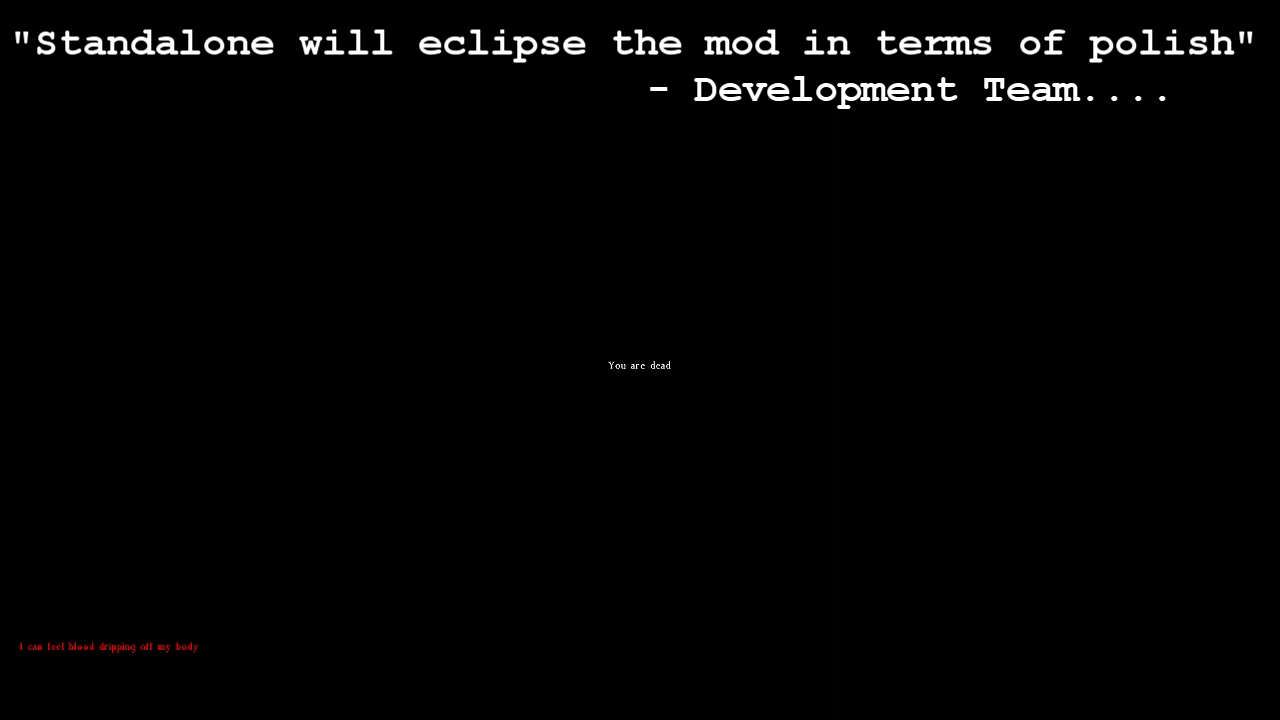 "Standalone will eclipse the mod in terms of polish"
- Development Team....
You are dead
I can feel blood dripping off my body